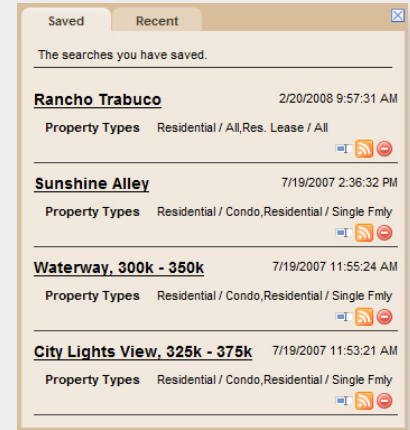 Saved Recent
The searches you have saved.
Rancho Trabuco 2/20/2008 9:57:31 AM
Property Types Residential / All,Res. Lease / All
Sunshine Alley 7/19/2007 2:36:32 PM
Property Types Residential / Condo,Residential / Single Fmly
Waterway, 300k - 350k 7/19/2007 11:55:24 AM
Property Types Residential / Condo,Residential / Single Fmly
City Lights View, 325k - 375k 7/19/2007 11:53:21 AM
Property Types Residential / Condo,Residential / Single Fmly